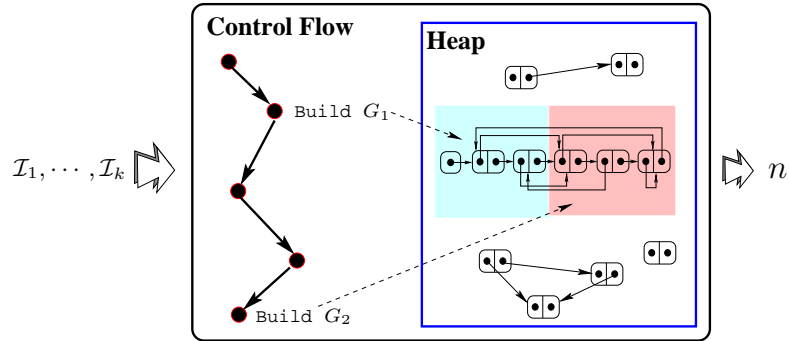 Control Flow
Heap
Build G₁
ℐ₁, ⋯ , ℐₖ
n
Build G₂